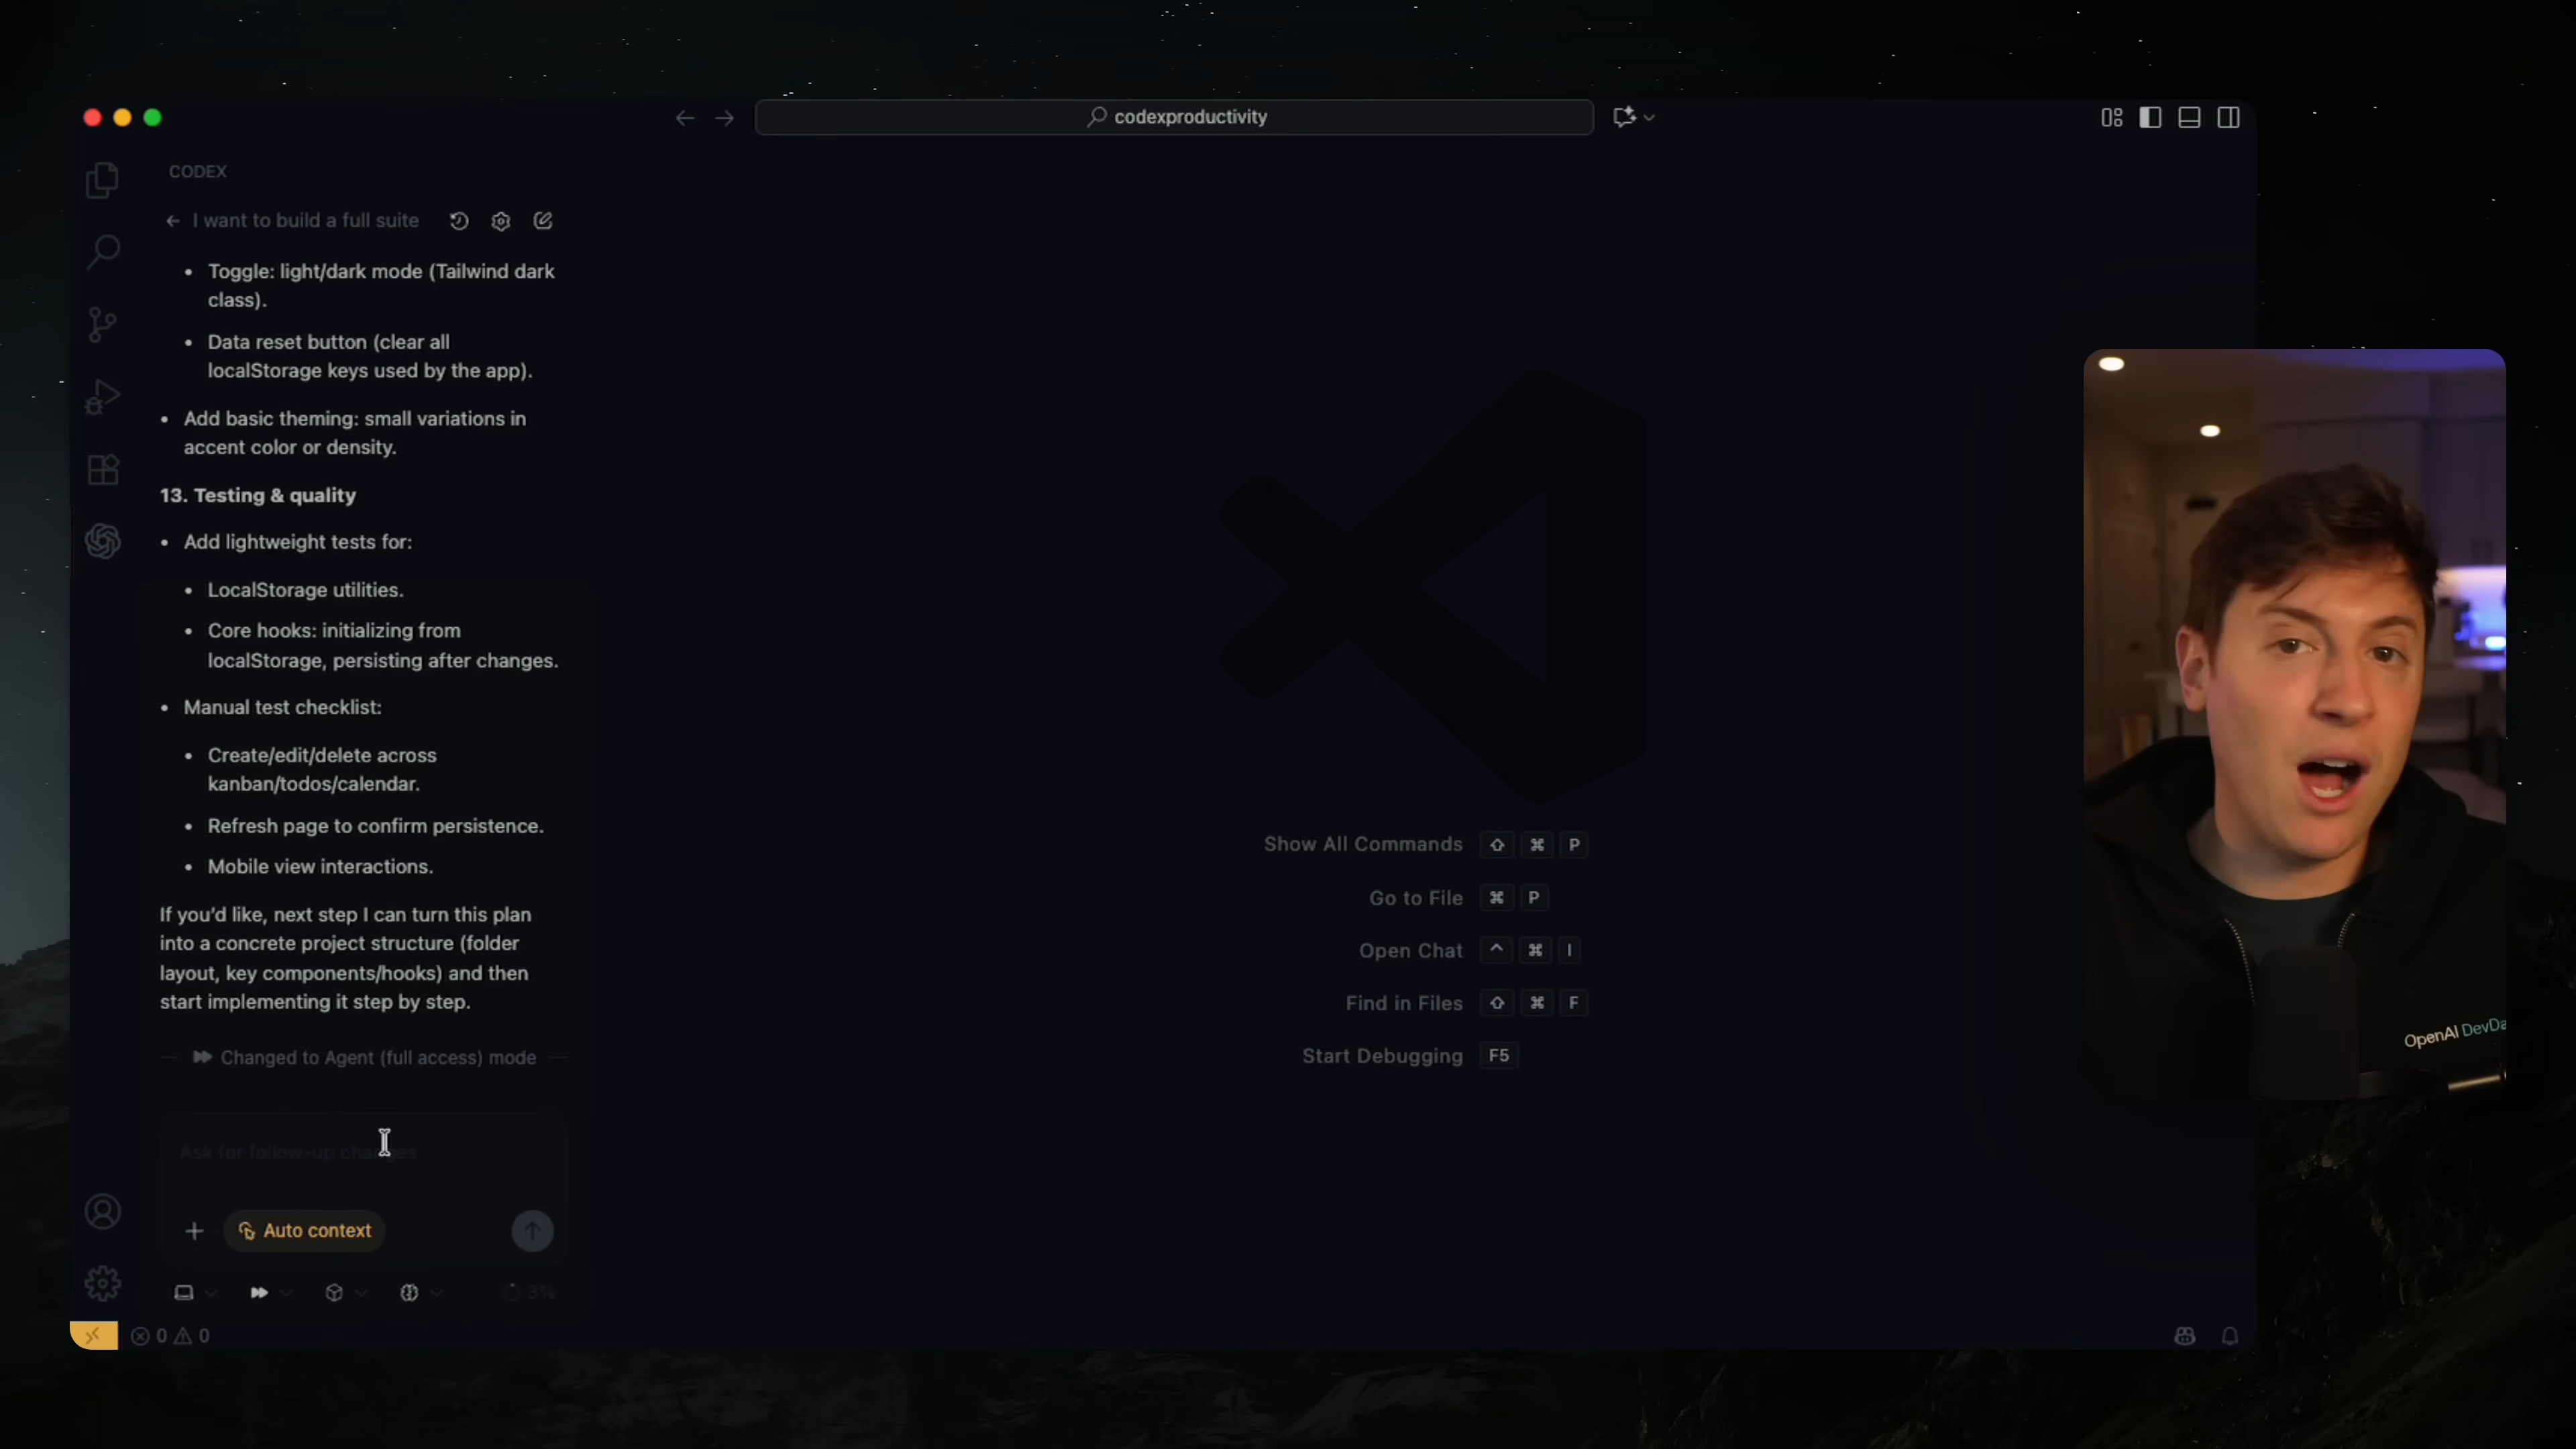 codexproductivity
CODEX
I want to build a full suite
• Toggle: light/dark mode (Tailwind dark
class).
• Data reset button (clear all
localStorage keys used by the app).
• Add basic theming: small variations in
accent color or density.
13. Testing & quality
• Add lightweight tests for:
• LocalStorage utilities.
• Core hooks: initializing from
localStorage, persisting after changes.
• Manual test checklist:
• Create/edit/delete across
kanban/todos/calendar.
• Refresh page to confirm persistence.
• Mobile view interactions.
If you'd like, next step I can turn this plan
into a concrete project structure (folder
layout, key components/hooks) and then
start implementing it step by step.
Changed to Agent (full access) mode
Ask for follow-up changes
Auto context
3%
0 0
Show All Commands ⇧ ⌘ P
Go to File ⌘ P
Open Chat ^ ⌘ I
Find in Files ⇧ ⌘ F
Start Debugging F5
OpenAI DevDa